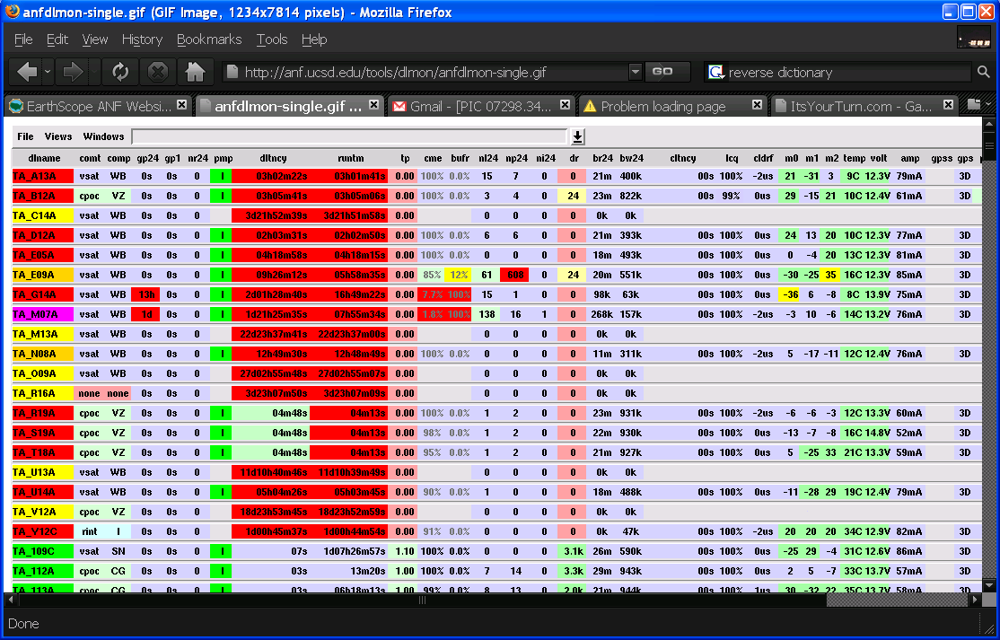 anfdlmon-single.gif (GIF Image, 1234x7814 pixels) - Mozilla Firefox
File Edit View History Bookmarks Tools Help
http://anf.ucsd.edu/tools/dlmon/anfdlmon-single.gif GO reverse dictionary
EarthScope ANF Websi... anfdlmon-single.gif ... Gmail - [PIC 07298.34... Problem loading page ItsYourTurn.com - Ga...
File Views Windows
dlname comt comp gp24 gp1 nr24 pmp dltncy runtm tp cme bufr nl24 np24 ni24 dr br24 bw24 cltncy lcq cldrf m0 m1 m2 temp volt amp gpss gps
TA_A13A vsat WB 0s 0s 0 I 03h02m22s 03h01m41s 0.00 100% 0.0% 15 7 0 0 21m 400k 00s 100% -2us 21 -31 3 9C 12.3V 79mA 3D
TA_B12A cpoc VZ 0s 0s 0 I 03h05m41s 03h05m06s 0.00 100% 0.0% 3 4 0 24 23m 822k 00s 99% 0us 29 -15 21 10C 12.4V 61mA 3D
TA_C14A vsat WB 0s 0s 0 3d21h52m39s 3d21h51m58s 0.00 0 0 0 0 0k 0k
TA_D12A vsat WB 0s 0s 0 I 02h03m31s 02h02m50s 0.00 100% 0.0% 6 6 0 0 21m 393k 00s 100% 0us 24 13 20 10C 12.3V 77mA 3D
TA_E05A vsat WB 0s 0s 0 I 04h18m58s 04h18m15s 0.00 100% 0.0% 0 0 0 0 18m 493k 00s 100% 0us 0 -4 20 13C 12.3V 81mA 3D
TA_E09A vsat WB 0s 0s 0 I 09h26m12s 05h58m35s 0.00 85% 12% 61 608 0 24 20m 551k 00s 100% 0us -30 -25 35 16C 12.3V 85mA 3D
TA_G14A vsat WB 13h 0s 0 I 2d01h28m40s 16h49m22s 0.00 7.7% 100% 15 1 0 0 98k 63k 00s 100% 0us -36 6 -8 8C 13.9V 75mA 3D
TA_M07A vsat WB 1d 0s 0 I 1d21h25m35s 07h55m34s 0.00 1.8% 100% 138 16 1 0 268k 157k 00s 100% -2us -3 10 -6 14C 13.2V 76mA 3D
TA_M13A vsat WB 0s 0s 0 22d23h37m41s 22d23h37m00s 0.00 0 0 0 0 0k 0k
TA_N08A vsat WB 0s 0s 0 I 12h49m30s 12h48m49s 0.00 100% 0.0% 0 0 0 0 11m 311k 00s 100% -2us 5 -17 -11 12C 12.4V 76mA 3D
TA_O09A vsat WB 0s 0s 0 27d02h55m48s 27d02h55m07s 0.00 0 0 0 0 0k 0k
TA_R16A none none 0s 0s 0 3d23h07m50s 3d23h07m09s 0.00 0 0 0 0 0k 0k
TA_R19A cpoc VZ 0s 0s 0 I 04m48s 04m13s 0.00 100% 0.0% 1 2 0 0 23m 931k 00s 100% -2us -6 -6 -3 12C 13.3V 60mA 3D
TA_S19A cpoc VZ 0s 0s 0 I 04m48s 04m13s 0.00 98% 0.0% 1 2 0 0 22m 930k 00s 100% 0us -13 -7 -8 16C 14.8V 52mA 3D
TA_T18A cpoc VZ 0s 0s 0 I 04m48s 04m13s 0.00 95% 0.0% 1 2 0 0 21m 927k 00s 100% 0us 5 -25 33 21C 13.3V 59mA 3D
TA_U13A vsat WB 0s 0s 0 11d10h40m46s 11d10h39m49s 0.00 0 0 0 0 0k 0k
TA_U14A vsat WB 0s 0s 0 I 05h04m26s 05h03m45s 0.00 90% 0.0% 1 0 0 0 18m 488k 00s 100% 0us -11 -28 29 19C 12.4V 79mA 3D
TA_V12A cpoc VZ 0s 0s 0 18d23h53m45s 18d23h52m59s 0.00 0 0 0 0 0k 0k
TA_V12C rint I 0s 0s 0 1d00h45m37s 1d00h44m54s 0.00 91% 0 0 0 0 0k 47k 00s 100% -2us 20 20 20 34C 12.9V 82mA 3D
TA_109C vsat SN 0s 0s 0 I 07s 1d07h26m57s 1.10 100% 0.0% 0 0 0 3.1k 26m 590k 00s 100% 0us -25 29 -4 31C 12.6V 86mA 3D
TA_112A cpoc CG 0s 0s 0 I 03s 13m20s 1.00 100% 0.0% 7 14 0 3.3k 29m 943k 00s 100% 0us 2 5 -7 33C 13.7V 57mA 3D
TA_113A cpoc CG 0s 0s 0 I 03s 06h18m13s 1.00 99% 0.0% 8 13 0 2.0k 21m 944k 00s 100% 1us 30 -32 22 35C 13.7V 58mA 3D
Done